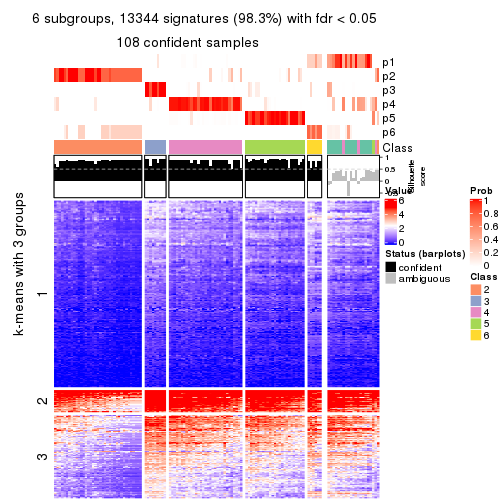 6 subgroups, 13344 signatures (98.3%) with fdr < 0.05
108 confident samples
p1
p2
p3
p4
p5
p6
Class
1
0.5
0
Silhouette
score
k-means with 3 groups
1
2
3
Value
6
4
2
0
Status (barplots)
confident
ambiguous
Prob
1
0.8
0.6
0.4
0.2
0
Class
2
3
4
5
6